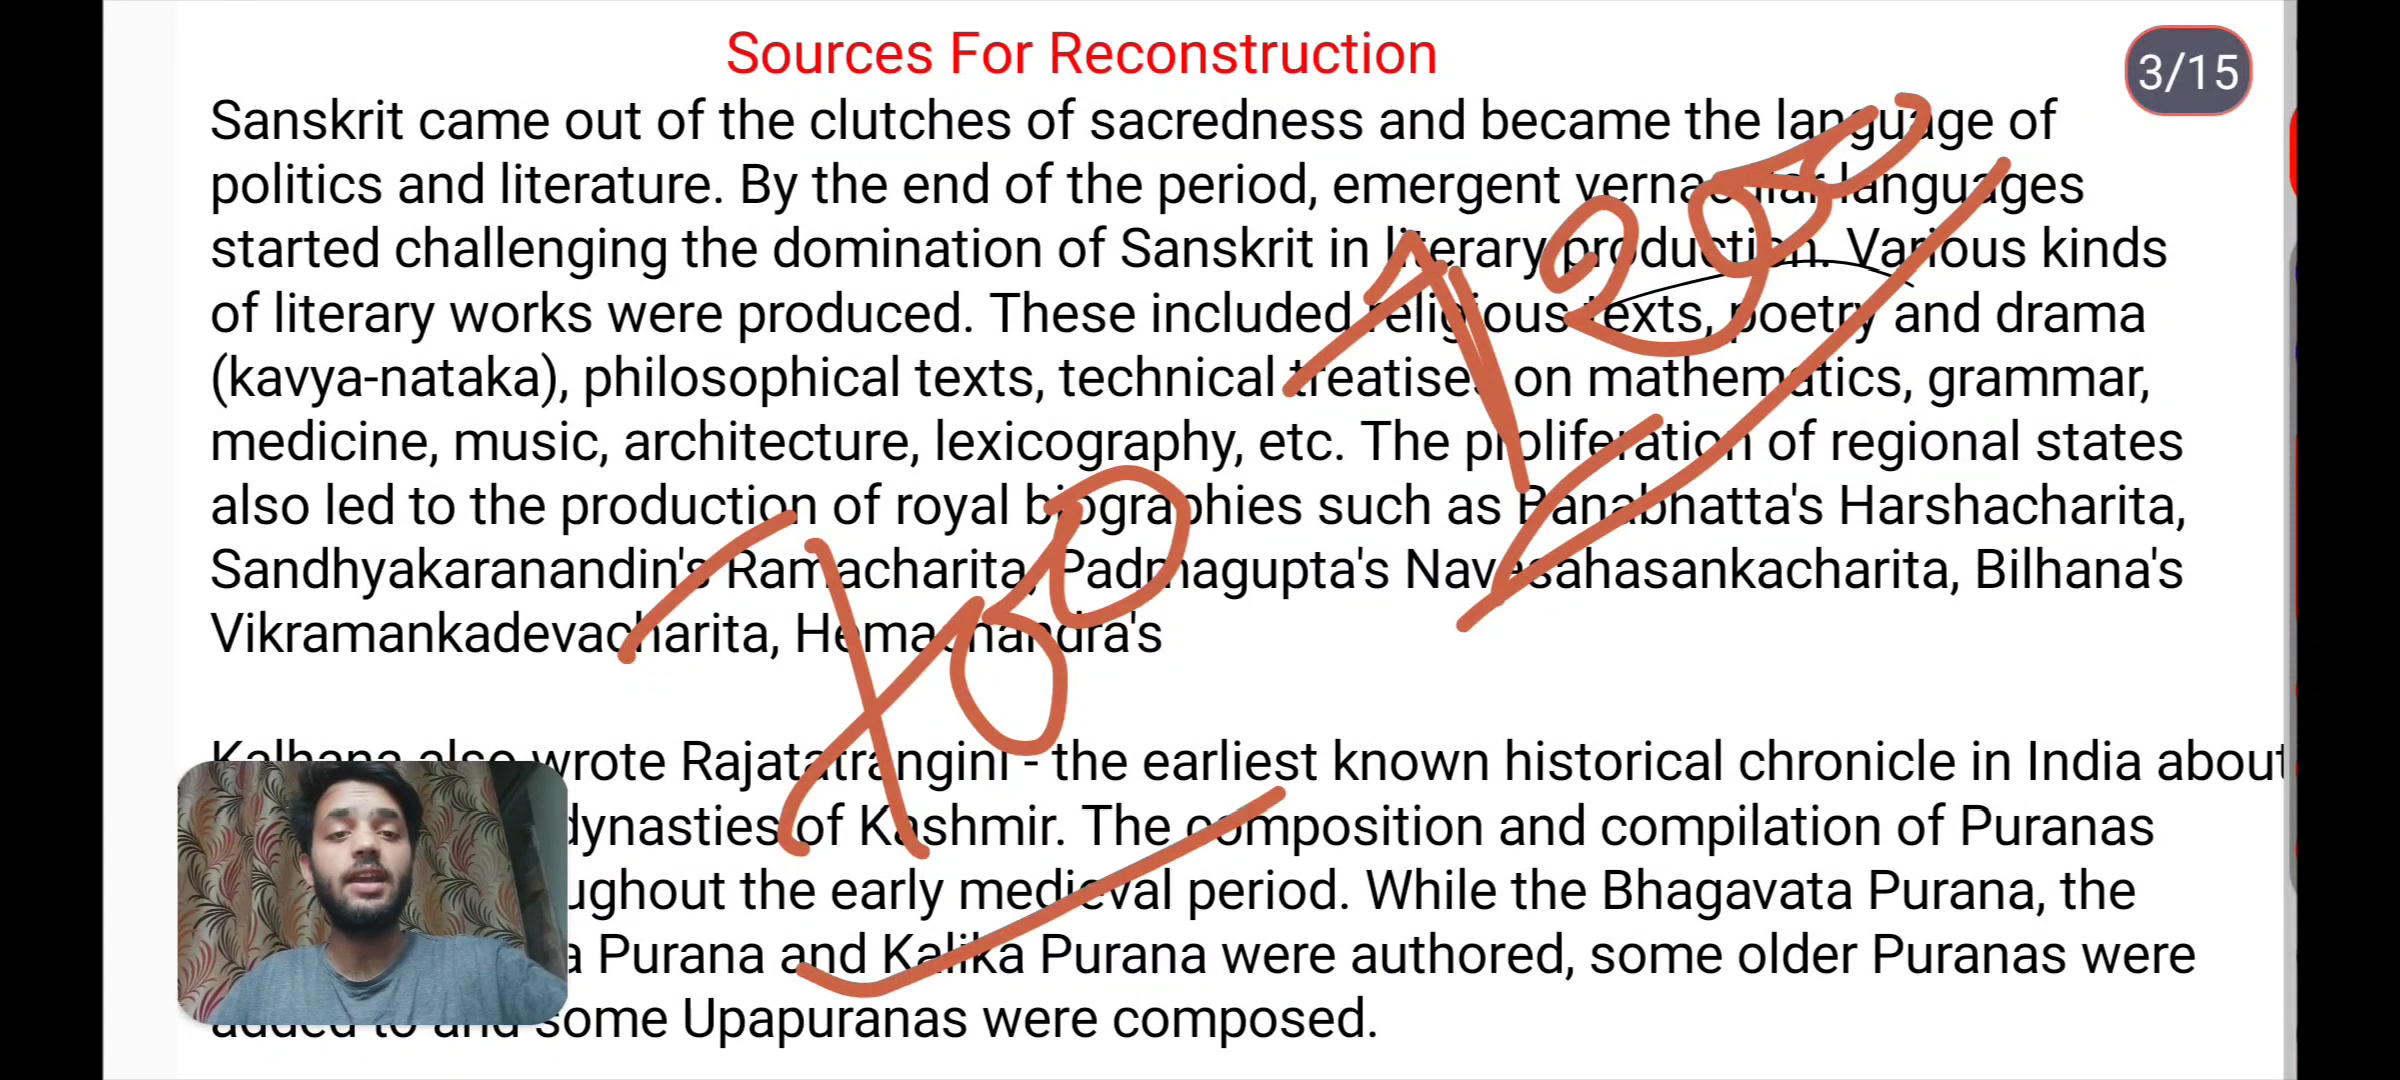 Sources For Reconstruction
3/15
Sanskrit came out of the clutches of sacredness and became the language of
politics and literature. By the end of the period, emergent vernacular languages
started challenging the domination of Sanskrit in literary production. Various kinds
of literary works were produced. These included religious texts, poetry and drama
(kavya-nataka), philosophical texts, technical treatises on mathematics, grammar,
medicine, music, architecture, lexicography, etc. The proliferation of regional states
also led to the production of royal biographies such as Banabhatta's Harshacharita,
Sandhyakaranandin's Ramacharita, Padmagupta's Navasahasankacharita, Bilhana's
Vikramankadevacharita, Hemachandra's
Kalhana also wrote Rajatatrangini - the earliest known historical chronicle in India about
dynasties of Kashmir. The composition and compilation of Puranas
the early medieval period. While the Bhagavata Purana, the
Purana and Kalika Purana were authored, some older Puranas were
added to and some Upapuranas were composed.
1200
700